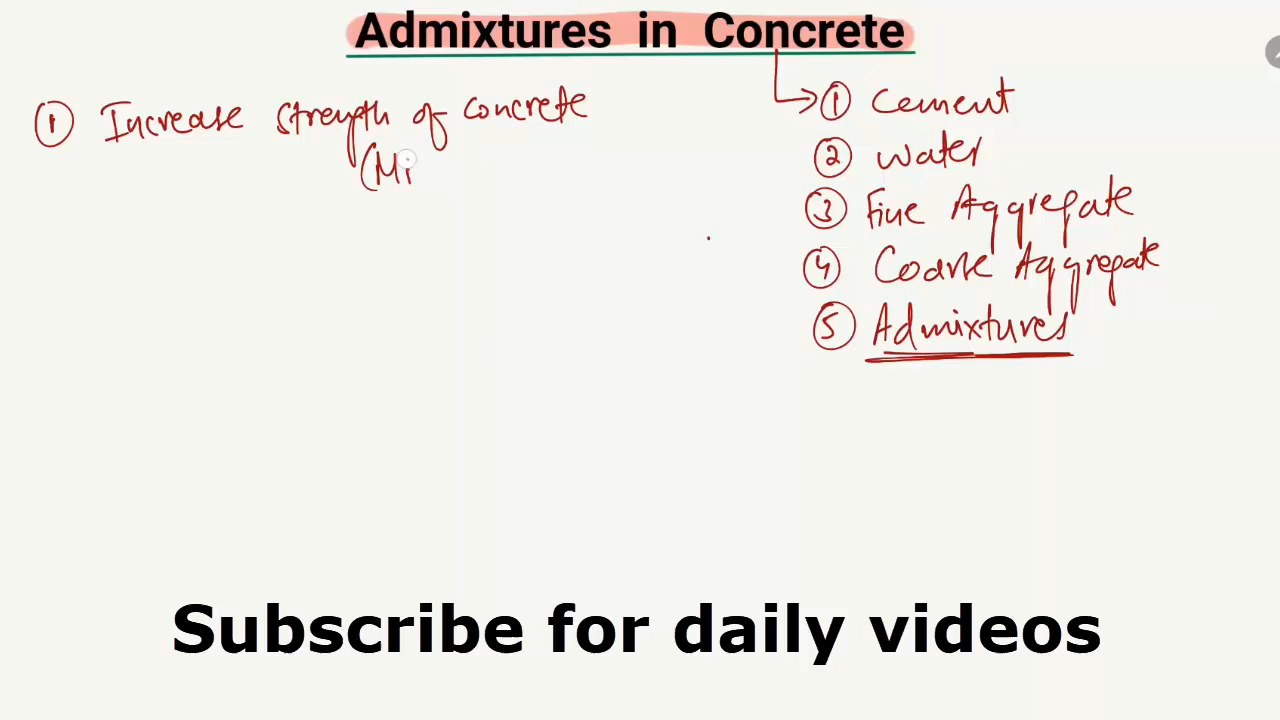 Admixtures in Concrete
① Increase strength of concrete
(Mi
① Cement
② Water
③ Fine Aggregate
④ Coarse Aggregate
⑤ Admixtures
Subscribe for daily videos